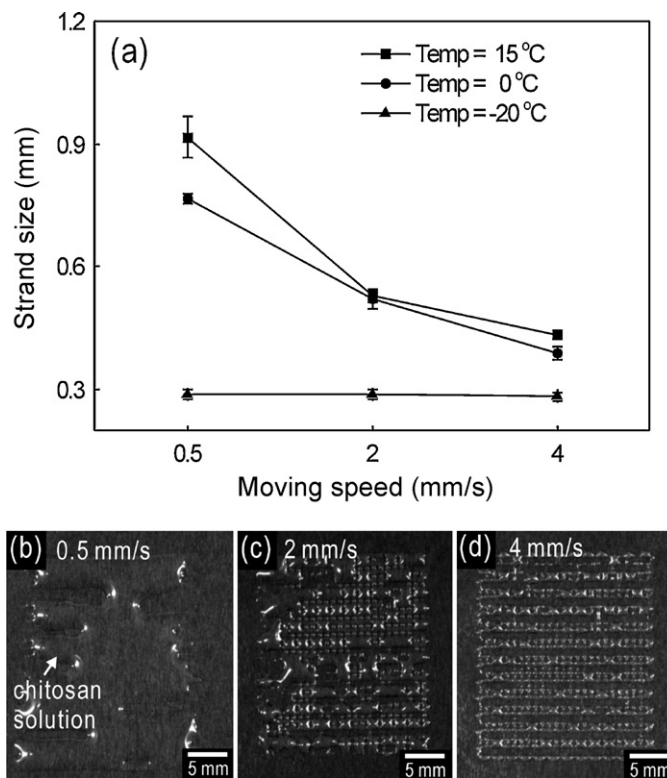 1.2
(a)
Temp = 15 °C
Temp = 0 °C
Temp = -20 °C
0.9
0.6
0.3
Strand size (mm)
0.5
2
4
Moving speed (mm/s)
(b) 0.5 mm/s
chitosan
solution
5 mm
(c) 2 mm/s
5 mm
(d) 4 mm/s
5 mm